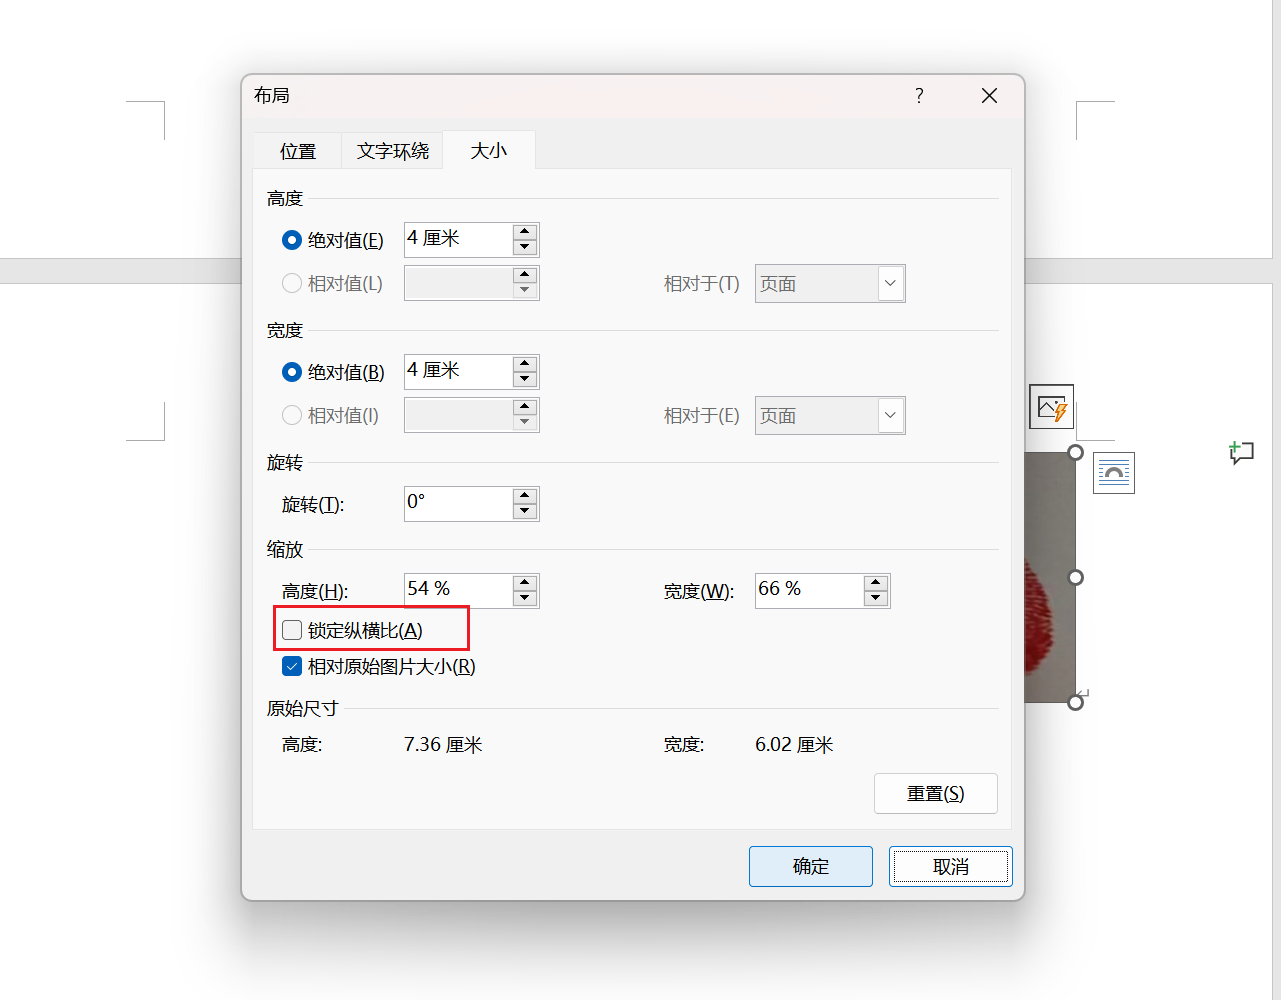 布局
?
位置 文字环绕 大小
高度
绝对值(E) 4 厘米
相对值(L) 相对于(T) 页面
宽度
绝对值(B) 4 厘米
相对值(I) 相对于(E) 页面
旋转
旋转(T): 0°
缩放
高度(H): 54 % 宽度(W): 66 %
锁定纵横比(A)
相对原始图片大小(R)
原始尺寸
高度: 7.36 厘米 宽度: 6.02 厘米
重置(S)
确定 取消